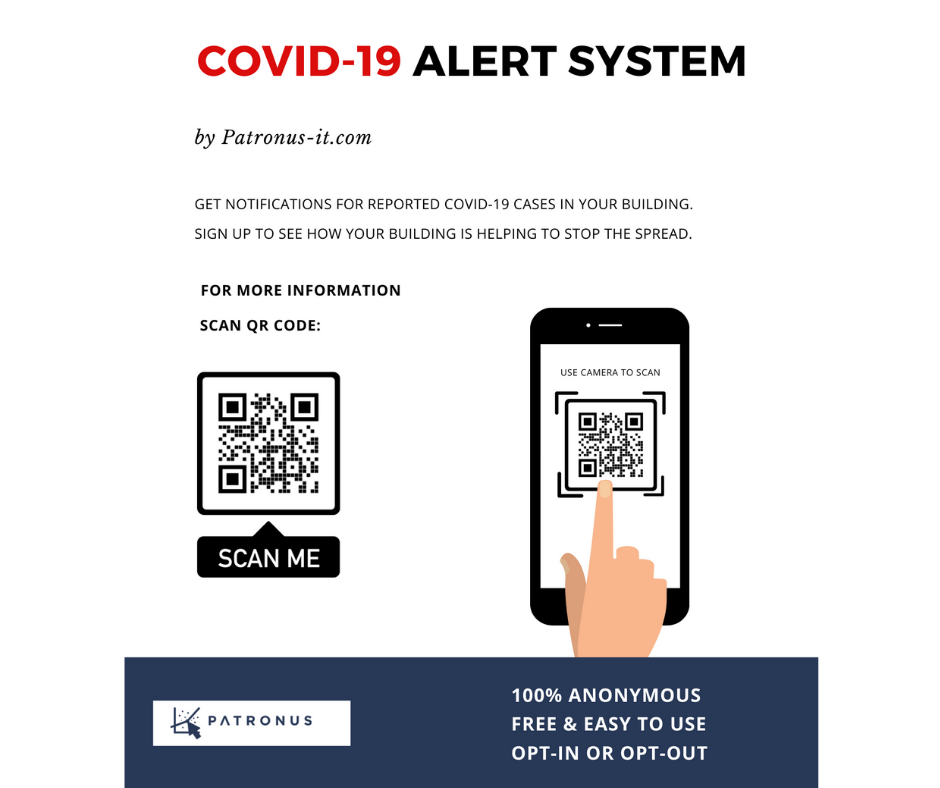 COVID-19 ALERT SYSTEM
by Patronus-it.com
GET NOTIFICATIONS FOR REPORTED COVID-19 CASES IN YOUR BUILDING.
SIGN UP TO SEE HOW YOUR BUILDING IS HELPING TO STOP THE SPREAD.
FOR MORE INFORMATION
SCAN QR CODE:
SCAN ME
USE CAMERA TO SCAN
PATRONUS
100% ANONYMOUS
FREE & EASY TO USE
OPT-IN OR OPT-OUT